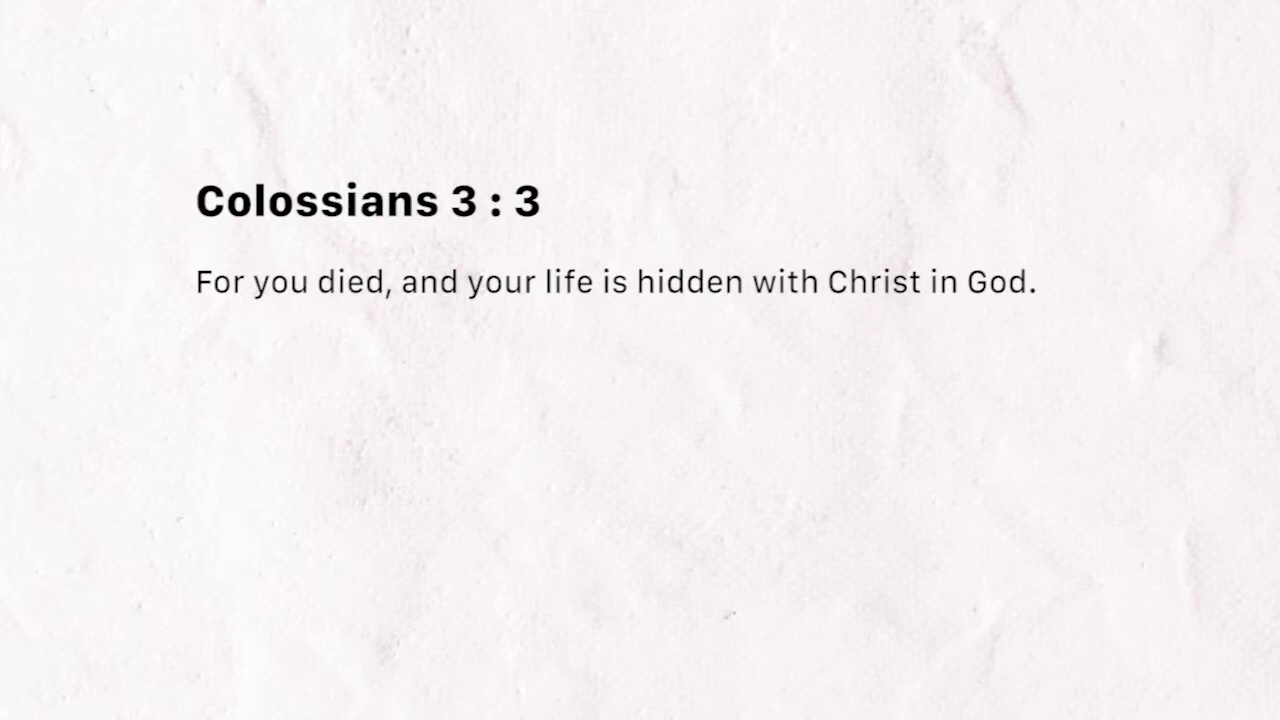 Colossians 3 : 3
For you died, and your life is hidden with Christ in God.